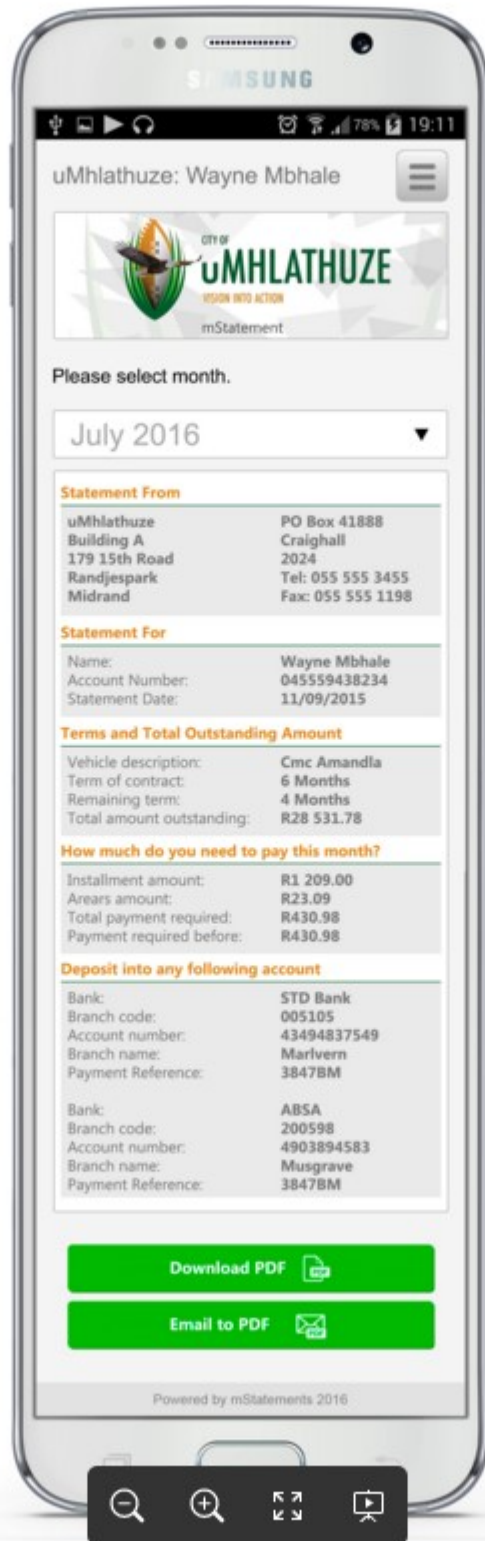 SAMSUNG
78% 19:11
uMhlathuze: Wayne Mbhale
CITY OF
uMHLATHUZE
VISION INTO ACTION
mStatement
Please select month.
July 2016
Statement From
uMhlathuze PO Box 41888
Building A Craighall
179 15th Road 2024
Randjespark Tel: 055 555 3455
Midrand Fax: 055 555 1198
Statement For
Name: Wayne Mbhale
Account Number: 045559438234
Statement Date: 11/09/2015
Terms and Total Outstanding Amount
Vehicle description: Cmc Amandla
Term of contract: 6 Months
Remaining term: 4 Months
Total amount outstanding: R28 531.78
How much do you need to pay this month?
Installment amount: R1 209.00
Arears amount: R23.09
Total payment required: R430.98
Payment required before: R430.98
Deposit into any following account
Bank: STD Bank
Branch code: 005105
Account number: 43494837549
Branch name: Marlvern
Payment Reference: 3847BM
Bank: ABSA
Branch code: 200598
Account number: 4903894583
Branch name: Musgrave
Payment Reference: 3847BM
Download PDF PDF
Email to PDF PDF
Powered by mStatements 2016